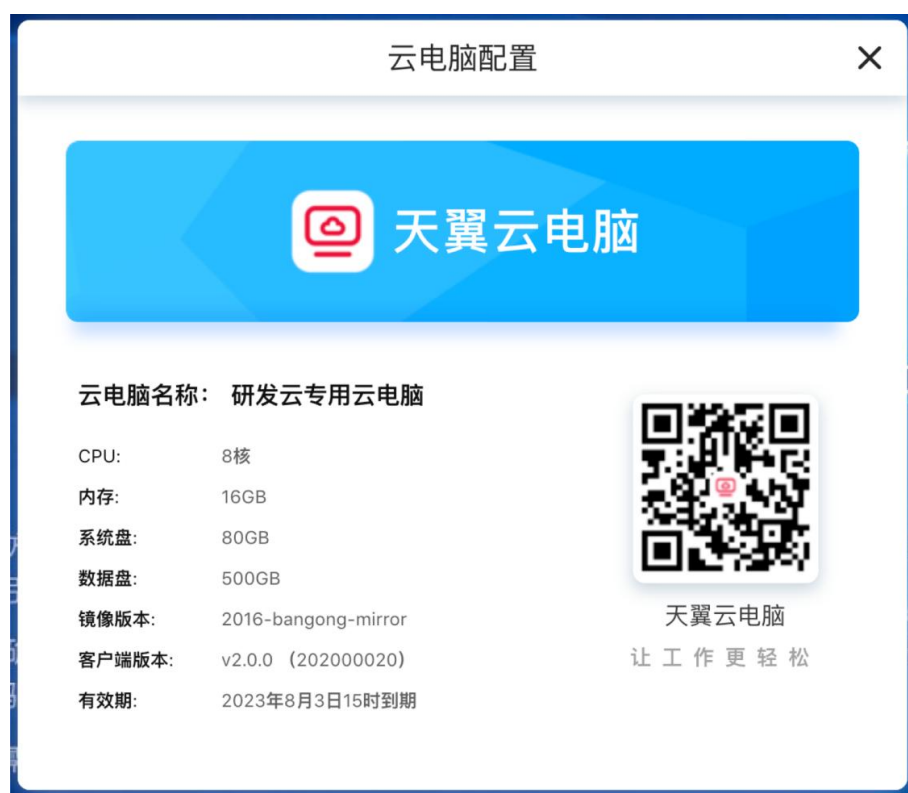 云电脑配置
天翼云电脑
云电脑名称： 研发云专用云电脑
CPU: 8核
内存: 16GB
系统盘: 80GB
数据盘: 500GB
镜像版本: 2016-bangong-mirror
客户端版本: v2.0.0 （202000020）
有效期: 2023年8月3日15时到期
天翼云电脑
让工作更轻松